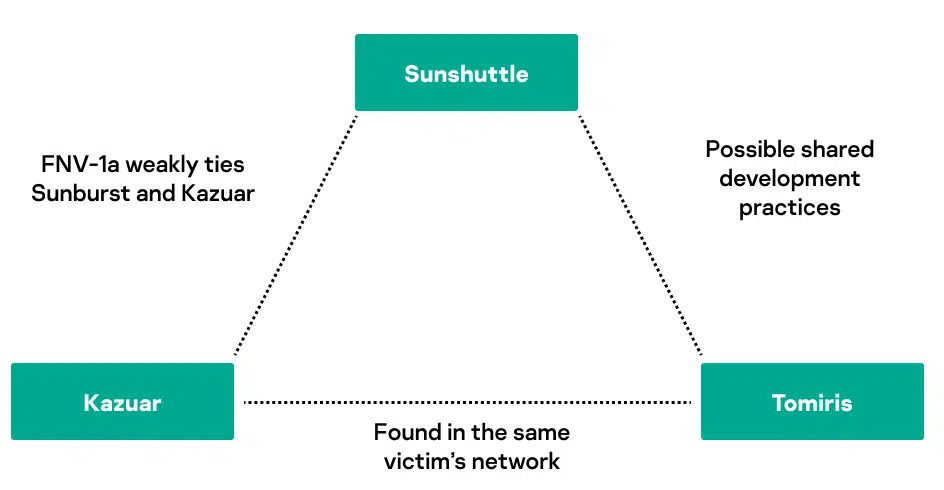 Sunshuttle
FNV-1a weakly ties
Sunburst and Kazuar
Possible shared
development
practices
Kazuar
Tomiris
Found in the same
victim’s network